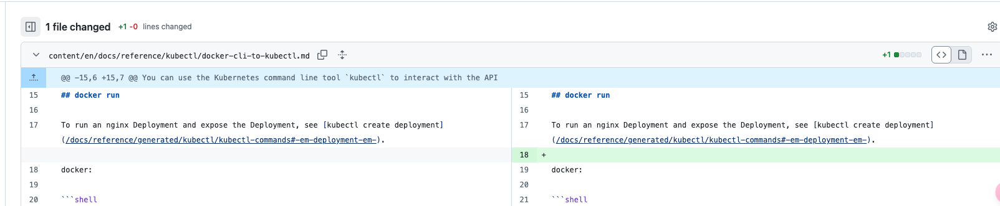 1 file changed +1 -0 lines changed
content/en/docs/reference/kubectl/docker-cli-to-kubectl.md +1
@@ -15,6 +15,7 @@ You can use the Kubernetes command line tool `kubectl` to interact with the API
15 ## docker run 15 ## docker run
16 16
17 To run an nginx Deployment and expose the Deployment, see [kubectl create deployment] 17 To run an nginx Deployment and expose the Deployment, see [kubectl create deployment]
(/docs/reference/generated/kubectl/kubectl-commands#-em-deployment-em-). (/docs/reference/generated/kubectl/kubectl-commands#-em-deployment-em-).
18 +
18 docker: 19 docker:
19 20
20 ```shell 21 ```shell